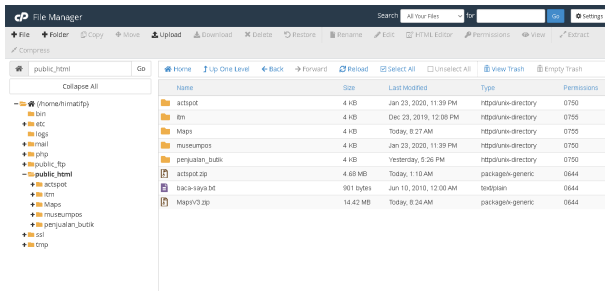 cP File Manager Search All Your Files for Go Settings
+ File + Folder Copy Move Upload Download Delete Restore Rename Edit HTML Editor Permissions View Extract
Compress
public_html Go Home Up One Level Back Forward Reload Select All Unselect All View Trash Empty Trash
Collapse All
Name Size Last Modified Type Permissions
actspot 4 KB Jan 23, 2020, 11:39 PM httpd/unix-directory 0750
itm 4 KB Dec 23, 2019, 12:08 PM httpd/unix-directory 0755
Maps 4 KB Today, 8:27 AM httpd/unix-directory 0755
museumpos 4 KB Jan 23, 2020, 11:39 PM httpd/unix-directory 0750
penjualan_butik 4 KB Yesterday, 5:26 PM httpd/unix-directory 0750
actspot.zip 4.68 MB Today, 1:10 AM package/x-generic 0644
baca-saya.txt 901 bytes Jun 10, 2010, 12:00 AM text/plain 0644
MapsV3.zip 14.42 MB Today, 8:24 AM package/x-generic 0644
(/home/himatifp)
bin
etc
logs
mail
php
public_ftp
public_html
actspot
itm
Maps
museumpos
penjualan_butik
ssl
tmp